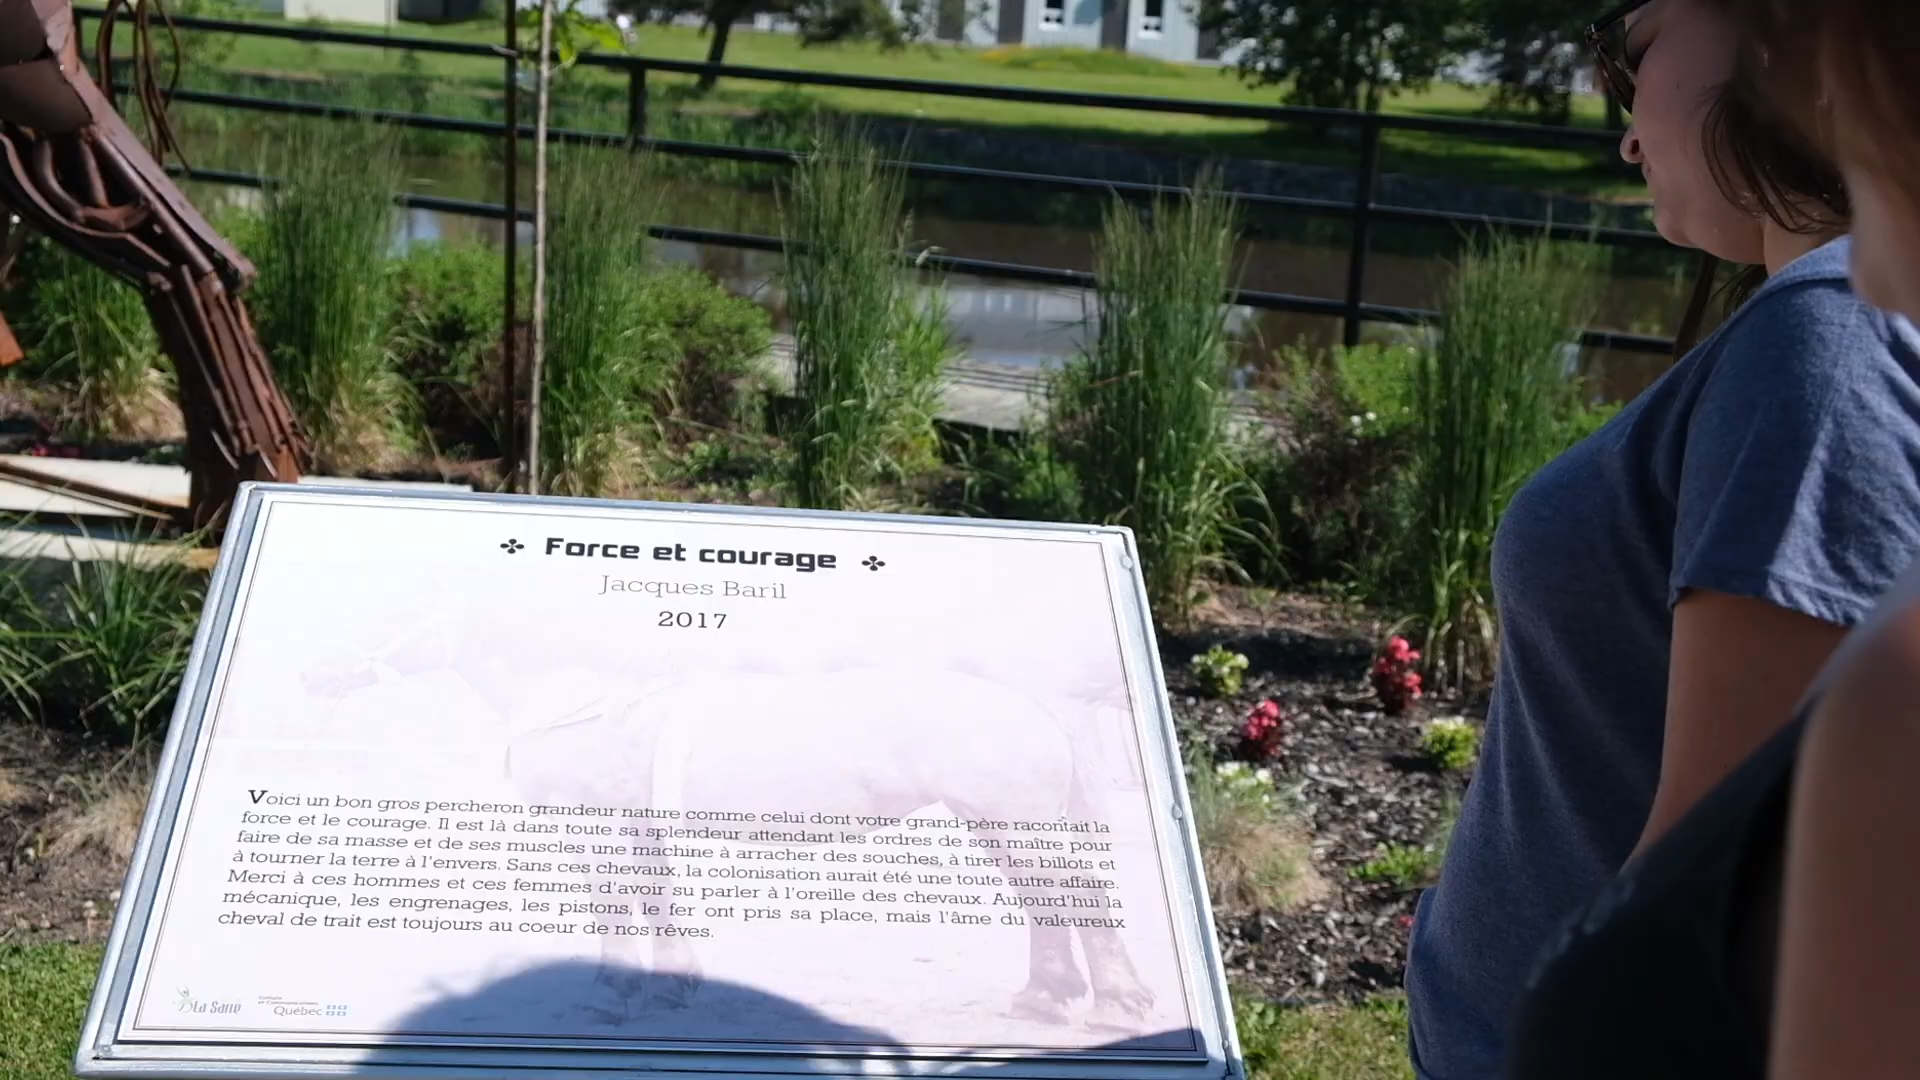 Force et courage
Jacques Baril
2017
Voici un bon gros percheron grandeur nature comme celui dont votre grand-père racontait la
force et le courage. Il est là dans toute sa splendeur attendant les ordres de son maître pour
faire de sa masse et de ses muscles une machine à arracher des souches, à tirer les billots et
à tourner la terre à l'envers. Sans ces chevaux, la colonisation aurait été une toute autre affaire.
Merci à ces hommes et ces femmes d'avoir su parler à l'oreille des chevaux. Aujourd'hui la
mécanique, les engrenages, les pistons, le fer ont pris sa place, mais l'âme du valeureux
cheval de trait est toujours au coeur de nos rêves.
La Sarre
Culture
et Communications
Québec